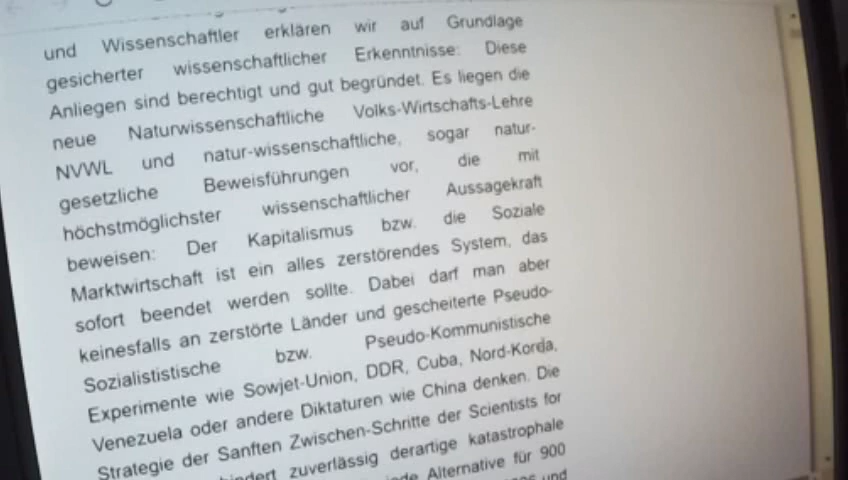 und Wissenschaftler erklären wir auf Grundlage
gesicherter wissenschaftlicher Erkenntnisse: Diese
Anliegen sind berechtigt und gut begründet. Es liegen die
neue Naturwissenschaftliche Volks-Wirtschafts-Lehre
NVWL und natur-wissenschaftliche, sogar natur-
gesetzliche Beweisführungen vor, die mit
höchstmöglichster wissenschaftlicher Aussagekraft
beweisen: Der Kapitalismus bzw. die Soziale
Marktwirtschaft ist ein alles zerstörendes System, das
sofort beendet werden sollte. Dabei darf man aber
keinesfalls an zerstörte Länder und gescheiterte Pseudo-
Sozialististische bzw. Pseudo-Kommunistische
Experimente wie Sowjet-Union, DDR, Cuba, Nord-Korda,
Venezuela oder andere Diktaturen wie China denken. Die
Strategie der Sanften Zwischen-Schritte der Scientists for
zuverlässig derartige katastrophale
Alternative für 900
und